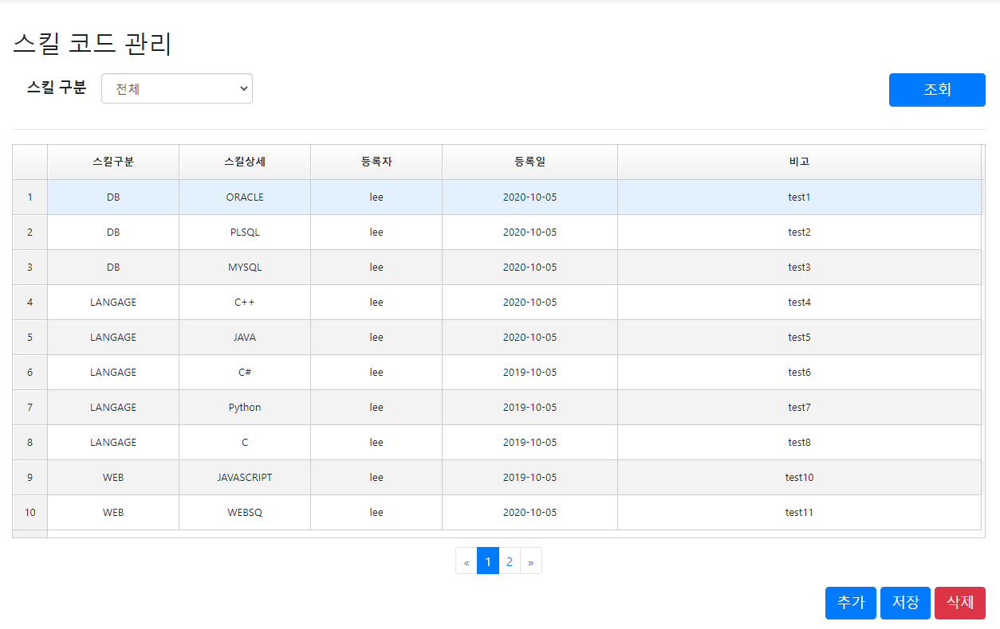 스킬 코드 관리
스킬 구분 전체 조회
스킬구분 스킬상세 등록자 등록일 비고
1 DB ORACLE lee 2020-10-05 test1
2 DB PLSQL lee 2020-10-05 test2
3 DB MYSQL lee 2020-10-05 test3
4 LANGAGE C++ lee 2020-10-05 test4
5 LANGAGE JAVA lee 2020-10-05 test5
6 LANGAGE C# lee 2019-10-05 test6
7 LANGAGE Python lee 2019-10-05 test7
8 LANGAGE C lee 2019-10-05 test8
9 WEB JAVASCRIPT lee 2019-10-05 test10
10 WEB WEBSQ lee 2020-10-05 test11
« 1 2 »
추가 저장 삭제